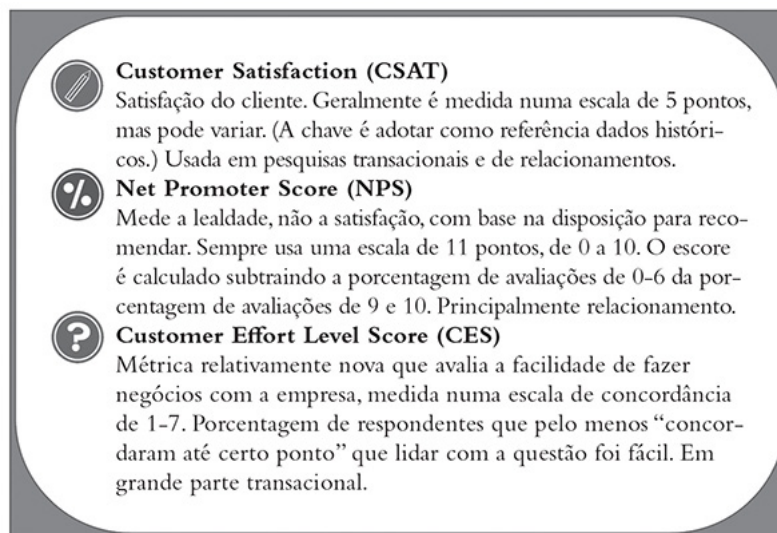 Customer Satisfaction (CSAT)
Satisfação do cliente. Geralmente é medida numa escala de 5 pontos,
mas pode variar. (A chave é adotar como referência dados históri-
cos.) Usada em pesquisas transacionais e de relacionamentos.
%
Net Promoter Score (NPS)
Mede a lealdade, não a satisfação, com base na disposição para reco-
mendar. Sempre usa uma escala de 11 pontos, de 0 a 10. O escore
é calculado subtraindo a porcentagem de avaliações de 0-6 da por-
centagem de avaliações de 9 e 10. Principalmente relacionamento.
?
Customer Effort Level Score (CES)
Métrica relativamente nova que avalia a facilidade de fazer
negócios com a empresa, medida numa escala de concordância
de 1-7. Porcentagem de respondentes que pelo menos “concor-
daram até certo ponto” que lidar com a questão foi fácil. Em
grande parte transacional.